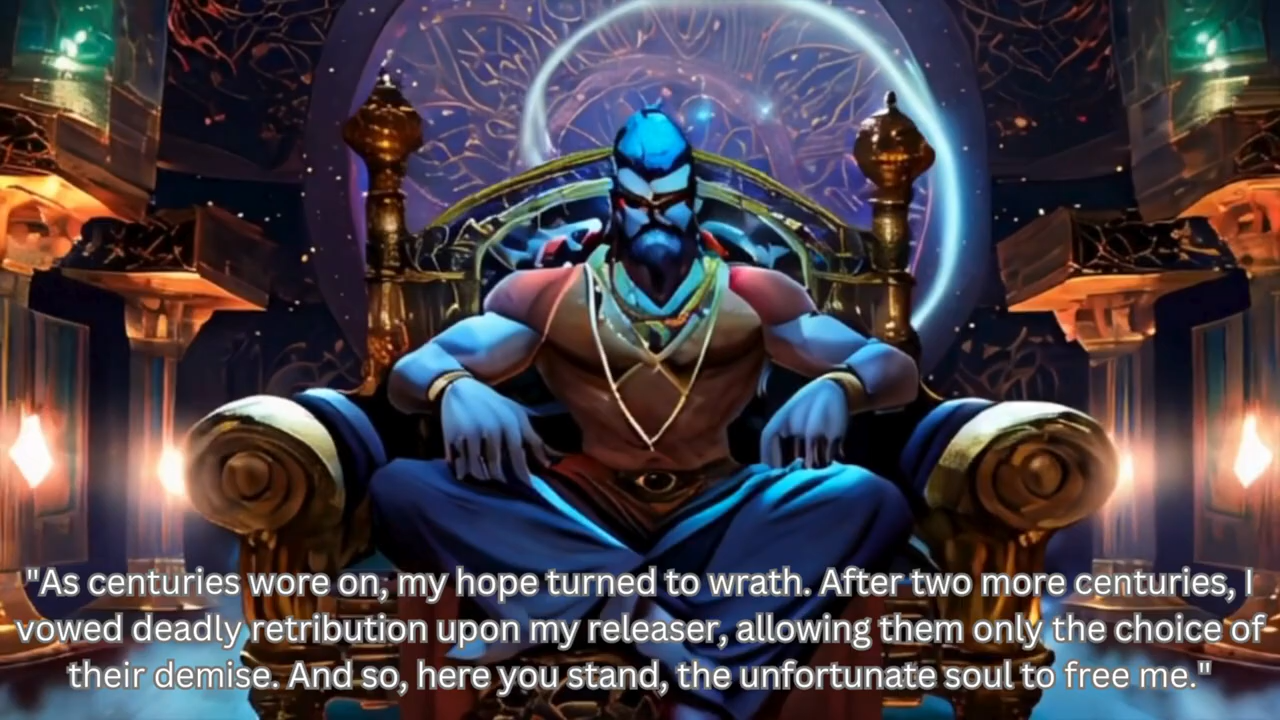 "As centuries wore on, my hope turned to wrath. After two more centuries, I
vowed deadly retribution upon my releaser, allowing them only the choice of
their demise. And so, here you stand, the unfortunate soul to free me."